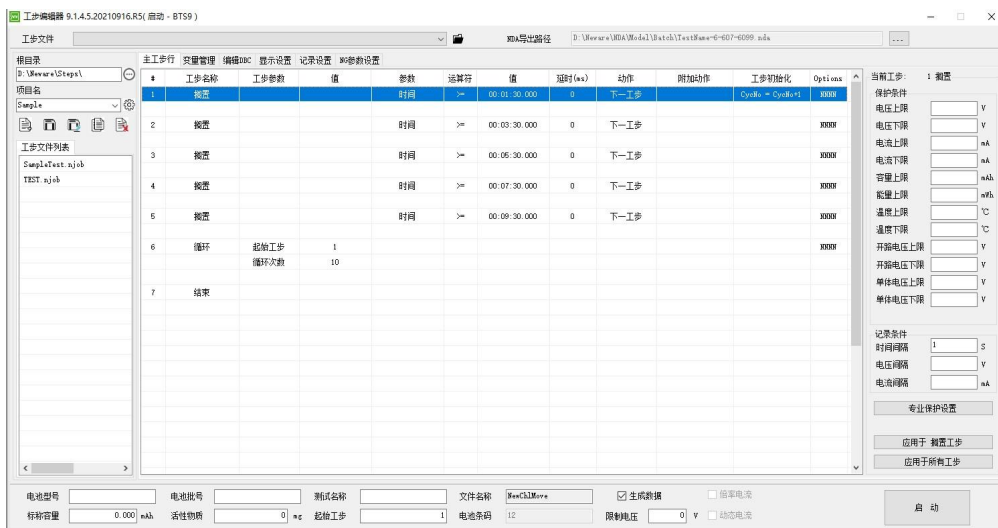 工步编辑器 9.1.4.5.20210916.R5( 启动 - BTS9 )
工步文件 NDA导出路径 D:\Neware\NDA\Model\Batch\TestName-6-607-6099.nda ...
根目录
D:\Neware\Steps\
项目名
Sample
工步文件列表
SampleTest.njob
TEST.njob
主工步行 变量管理 编辑DBC 显示设置 记录设置 NG参数设置
# 工步名称 工步参数 值 参数 运算符 值 延时(ms) 动作 附加动作 工步初始化 Options
1 搁置 时间 >= 00:01:30.000 0 下一工步 CycNo = CycNo+1 NNNN
2 搁置 时间 >= 00:03:30.000 0 下一工步 NNNN
3 搁置 时间 >= 00:05:30.000 0 下一工步 NNNN
4 搁置 时间 >= 00:07:30.000 0 下一工步 NNNN
5 搁置 时间 >= 00:09:30.000 0 下一工步 NNNN
6 循环 起始工步 1 NNNN
循环次数 10
7 结束
当前工步: 1 搁置
保护条件
电压上限 V
电压下限 V
电流上限 mA
电流下限 mA
容量上限 mAh
能量上限 mWh
温度上限 ℃
温度下限 ℃
开路电压上限 V
开路电压下限 V
单体电压上限 V
单体电压下限 V
记录条件
时间间隔 1 S
电压间隔 V
电流间隔 mA
专业保护设置
应用于 搁置工步
应用于所有工步
电池型号 电池批号 测试名称 文件名称 NewChlMove 生成数据 倍率电流
标称容量 0.000 mAh 活性物质 0 mg 起始工步 1 电池条码 12 限制电压 0 V 动态电流
启 动